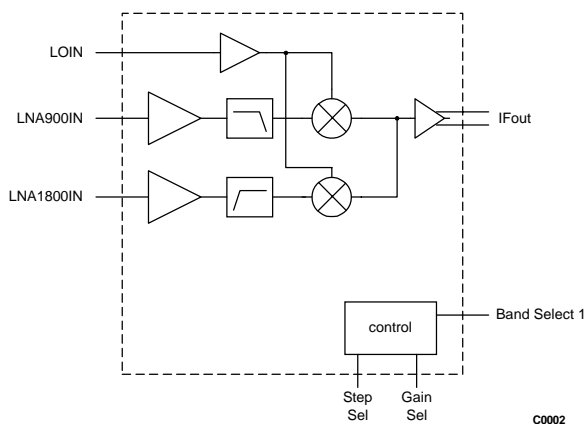 LOIN
LNA900IN
IFout
LNA1800IN
Band Select 1
control
Step
Sel
Gain
Sel
C0002